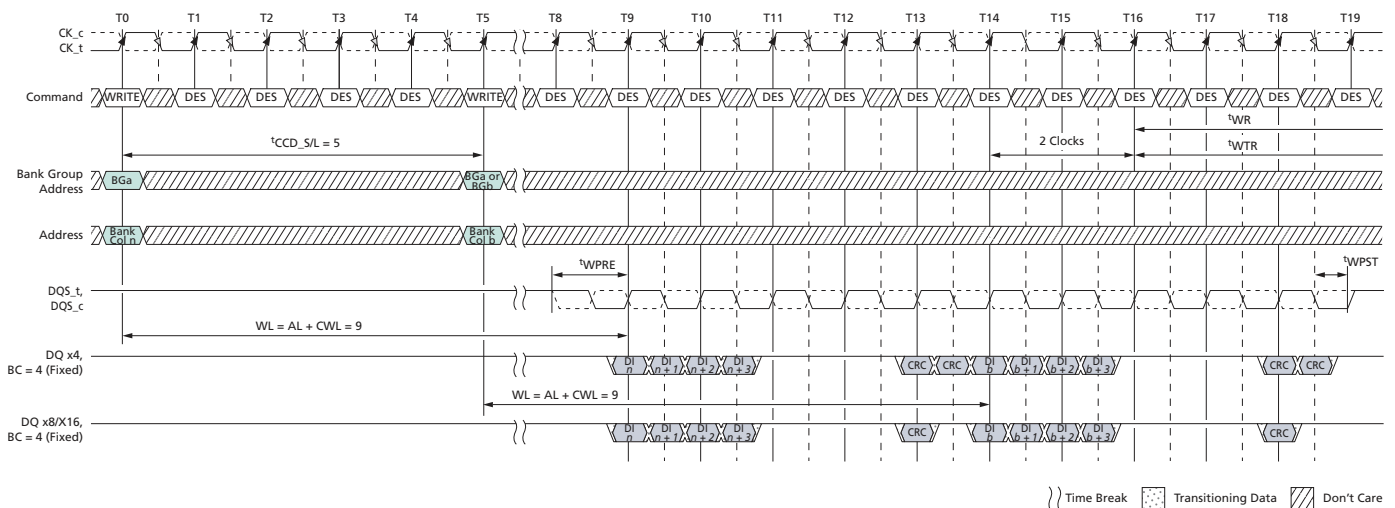 T0 T1 T2 T3 T4 T5 T8 T9 T10 T11 T12 T13 T14 T15 T16 T17 T18 T19
CK_c
CK_t
Command WRITE DES DES DES DES WRITE DES DES DES DES DES DES DES DES DES DES DES DES
tWR
tCCD_S/L = 5 2 Clocks tWTR
Bank Group
Address BGa BGa or
BGb
Address Bank
Col n Bank
Col b
tWPRE tWPST
DQS_t,
DQS_c
WL = AL + CWL = 9
DQ x4,
BC = 4 (Fixed)
DI
n DI
n + 1 DI
n + 2 DI
n + 3 CRC CRC DI
b DI
b + 1 DI
b + 2 DI
b + 3 CRC CRC
WL = AL + CWL = 9
DQ x8/X16,
BC = 4 (Fixed)
DI
n DI
n + 1 DI
n + 2 DI
n + 3 CRC DI
b DI
b + 1 DI
b + 2 DI
b + 3 CRC
Time Break Transitioning Data Don't Care